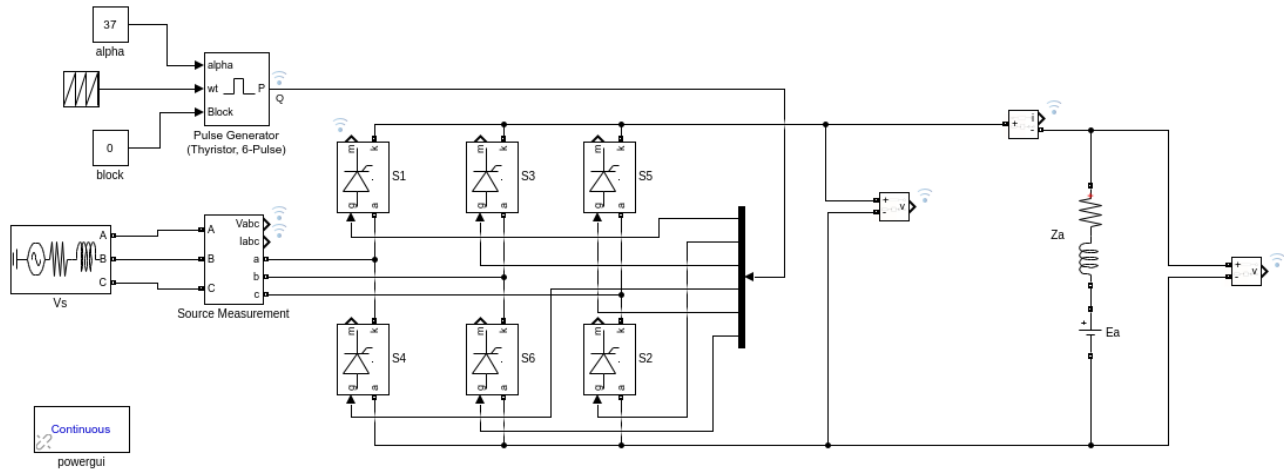 37
alpha
alpha
wt
Block
P
Q
0
block
Pulse Generator
(Thyristor, 6-Pulse)
m
k
g
a
S1
m
k
g
a
S3
m
k
g
a
S5
+
-
i
+
-
v
A
B
C
Vs
A
B
C
Vabc
Iabc
a
b
c
Source Measurement
+
Za
+
-
v
+
Ea
m
k
g
a
S4
m
k
g
a
S6
m
k
g
a
S2
Continuous
powergui